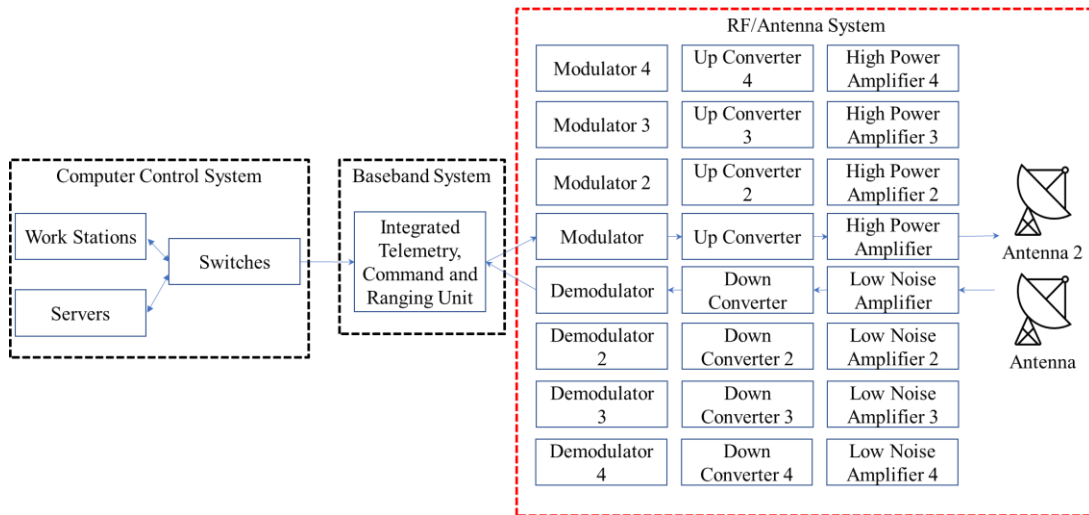 RF/Antenna System
Modulator 4
Up Converter
4
High Power
Amplifier 4
Modulator 3
Up Converter
3
High Power
Amplifier 3
Computer Control System
Baseband System
Modulator 2
Up Converter
2
High Power
Amplifier 2
Work Stations
Switches
Servers
Integrated
Telemetry,
Command and
Ranging Unit
Modulator
Up Converter
High Power
Amplifier
Antenna 2
Demodulator
Down
Converter
Low Noise
Amplifier
Antenna
Demodulator
2
Down
Converter 2
Low Noise
Amplifier 2
Demodulator
3
Down
Converter 3
Low Noise
Amplifier 3
Demodulator
4
Down
Converter 4
Low Noise
Amplifier 4